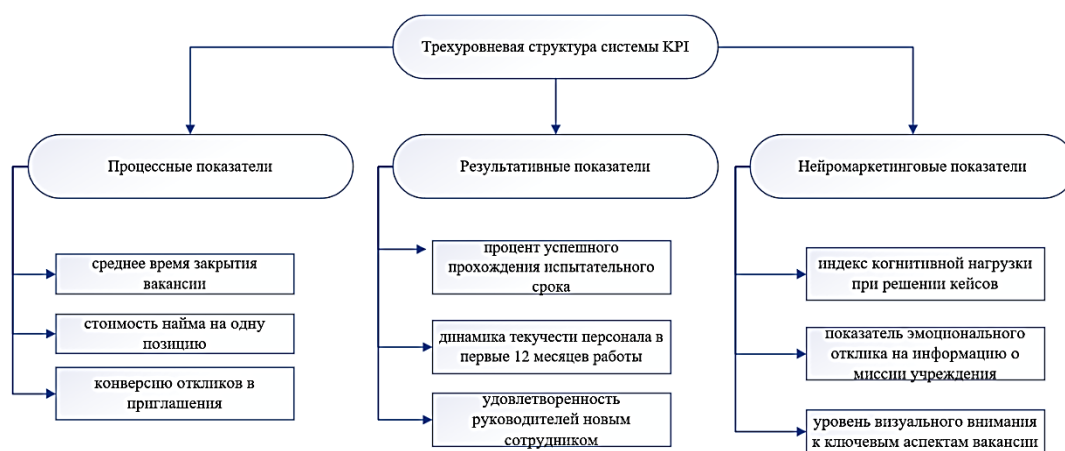 Трехуровневая структура системы KPI
Процессные показатели
среднее время закрытия
вакансии
стоимость найма на одну
позицию
конверсию откликов в
приглашения
Результативные показатели
процент успешного
прохождения испытательного
срока
динамика текучести персонала в
первые 12 месяцев работы
удовлетворенность
руководителей новым
сотрудником
Нейромаркетинговые показатели
индекс когнитивной нагрузки
при решении кейсов
показатель эмоционального
отклика на информацию о
миссии учреждения
уровень визуального внимания
к ключевым аспектам вакансии